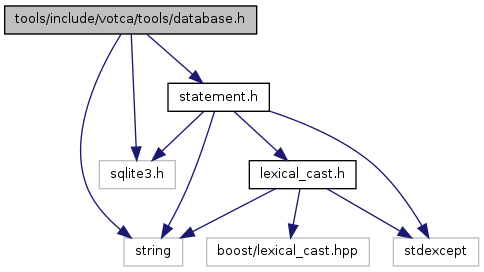 tools/include/votca/tools/database.h
statement.h
sqlite3.h
lexical_cast.h
string
boost/lexical_cast.hpp
stdexcept